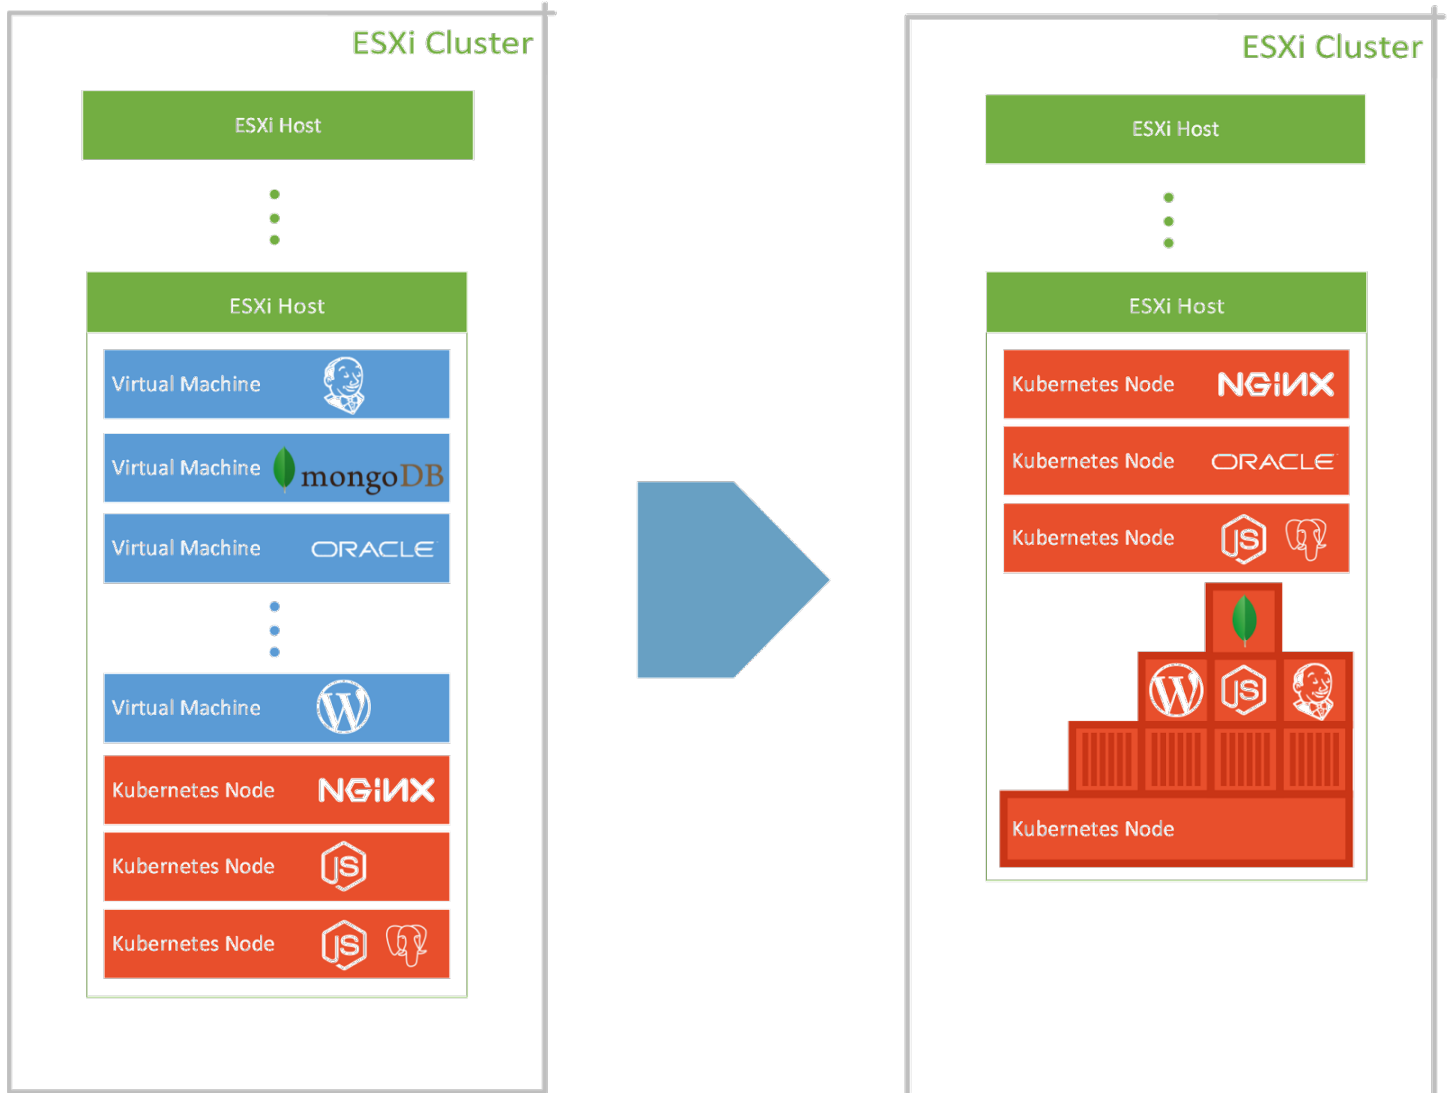 ESXi Cluster
ESXi Host
ESXi Host
Virtual Machine
Virtual Machine mongoDB
Virtual Machine ORACLE
Virtual Machine W
Kubernetes Node NGINX
Kubernetes Node JS
Kubernetes Node JS
ESXi Cluster
ESXi Host
ESXi Host
Kubernetes Node NGINX
Kubernetes Node ORACLE
Kubernetes Node JS
W JS
Kubernetes Node